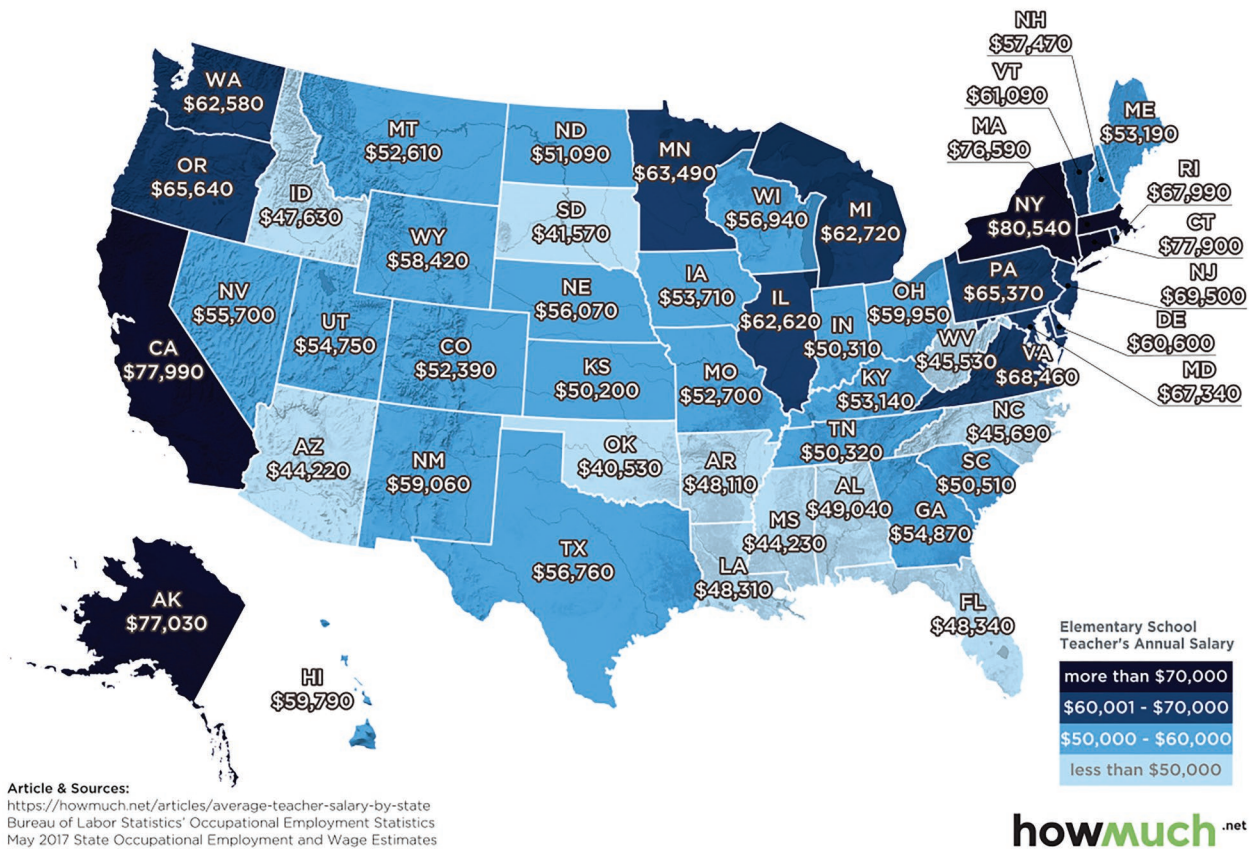 NH
$57,470
VT
$61,090
MA
$76,590
ME
$53,190
RI
$67,990
CT
$77,900
NJ
$69,500
DE
$60,600
MD
$67,340
WA
$62,580
OR
$65,640
ID
$47,630
MT
$52,610
ND
$51,090
SD
$41,570
WY
$58,420
MN
$63,490
WI
$56,940
MI
$62,720
NY
$80,540
PA
$65,370
NV
$55,700
UT
$54,750
CO
$52,390
NE
$56,070
KS
$50,200
IA
$53,710
MO
$52,700
IL
$62,620
IN
$50,310
OH
$59,950
WV
$45,530
VA
$68,460
KY
$53,140
CA
$77,990
AZ
$44,220
NM
$59,060
OK
$40,530
AR
$48,110
TN
$50,320
NC
$45,690
SC
$50,510
AL
$49,040
GA
$54,870
MS
$44,230
LA
$48,310
TX
$56,760
FL
$48,340
AK
$77,030
HI
$59,790
Elementary School
Teacher's Annual Salary
more than $70,000
$60,001 - $70,000
$50,000 - $60,000
less than $50,000
Article & Sources:
https://howmuch.net/articles/average-teacher-salary-by-state
Bureau of Labor Statistics' Occupational Employment Statistics
May 2017 State Occupational Employment and Wage Estimates
howmuch.net